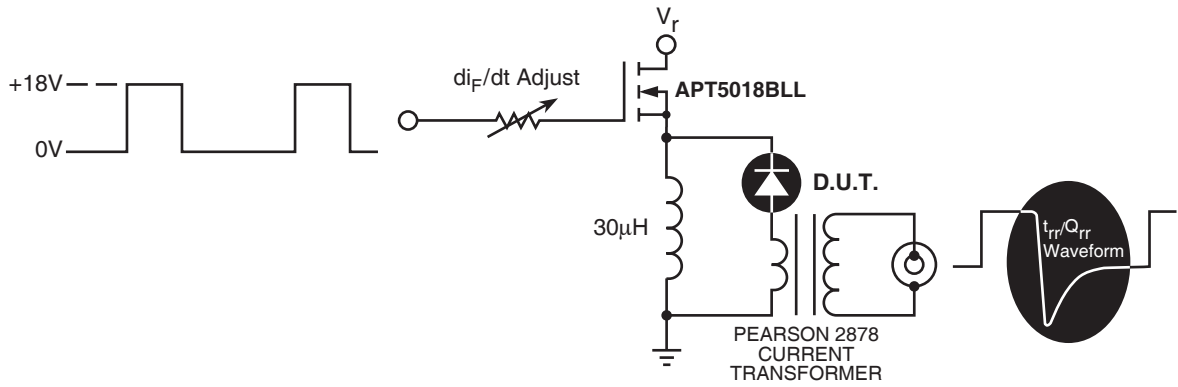 V_r
di_F/dt Adjust
APT5018BLL
+18V
0V
D.U.T.
30μH
t_rr/Q_rr
Waveform
PEARSON 2878
CURRENT
TRANSFORMER